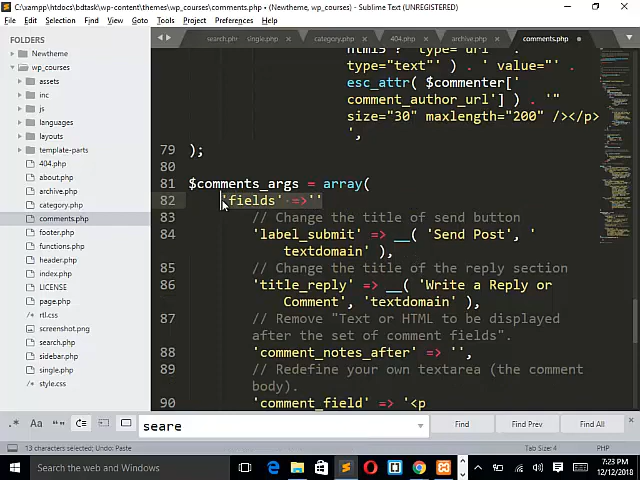 C:\xampp\htdocs\bdtask\wp-content\themes\wp_courses\comments.php • (Newtheme, wp_courses) - Sublime Text (UNREGISTERED)
File Edit Selection Find View Goto Tools Project Preferences Help
FOLDERS
Newtheme
wp_courses
assets
inc
js
languages
layouts
template-parts
404.php
about.php
archive.php
category.php
comments.php
footer.php
functions.php
header.php
index.php
LICENSE
page.php
rtl.css
screenshot.png
search.php
sidebar.php
single.php
style.css
search.php single.php category.php 404.php archive.php comments.php
html5 ? 'type="url"' : '
type="text"' ) . ' value="' .
esc_attr( $commenter['
comment_author_url'] ) . '"
size="30" maxlength="200" /></p>
',
79 );
80
81 $comments_args = array(
82 'fields' =>''
83 // Change the title of send button
84 'label_submit' => __( 'Send Post', '
textdomain' ),
85 // Change the title of the reply section
86 'title_reply' => __( 'Write a Reply or
Comment', 'textdomain' ),
87 // Remove "Text or HTML to be displayed
after the set of comment fields".
88 'comment_notes_after' => '',
89 // Redefine your own textarea (the comment
body).
90 'comment_field' => '<p
.* Aa seare Find Find Prev Find All
13 characters selected; Undo: Paste Tab Size: 4 PHP
Search the web and Windows
7:23 PM
12/12/2018